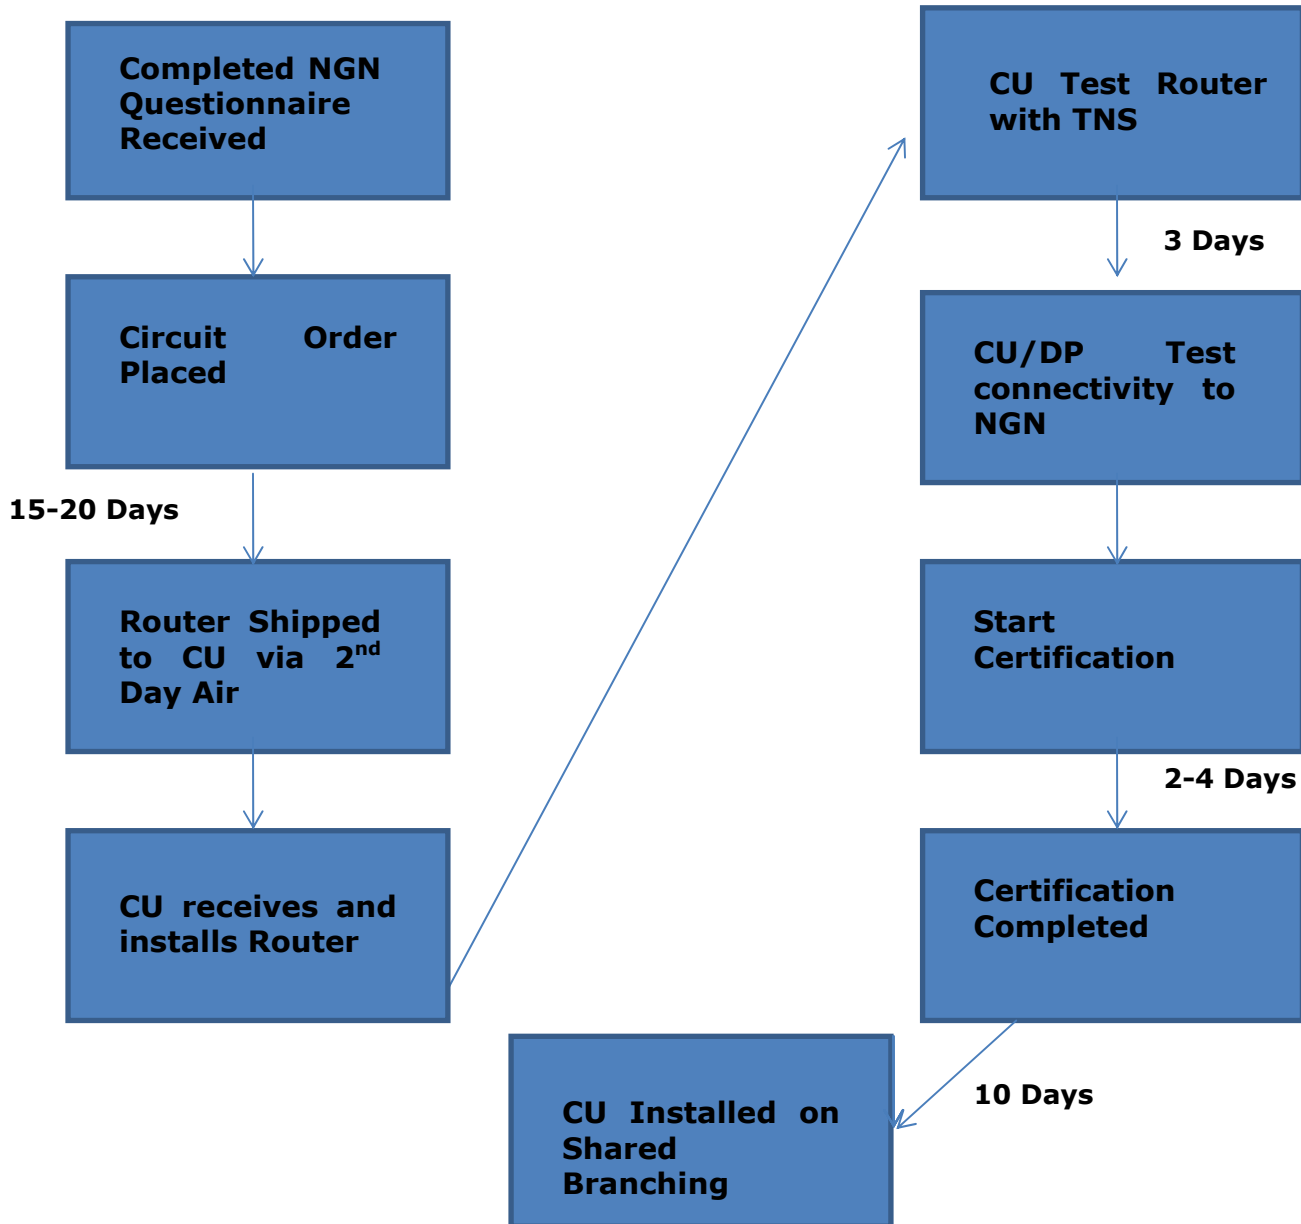 Completed NGN
Questionnaire
Received
Circuit Order
Placed
15-20 Days
Router Shipped
to CU via 2nd
Day Air
CU receives and
installs Router
CU Test Router
with TNS
3 Days
CU/DP Test
connectivity to
NGN
Start
Certification
2-4 Days
Certification
Completed
10 Days
CU Installed on
Shared
Branching